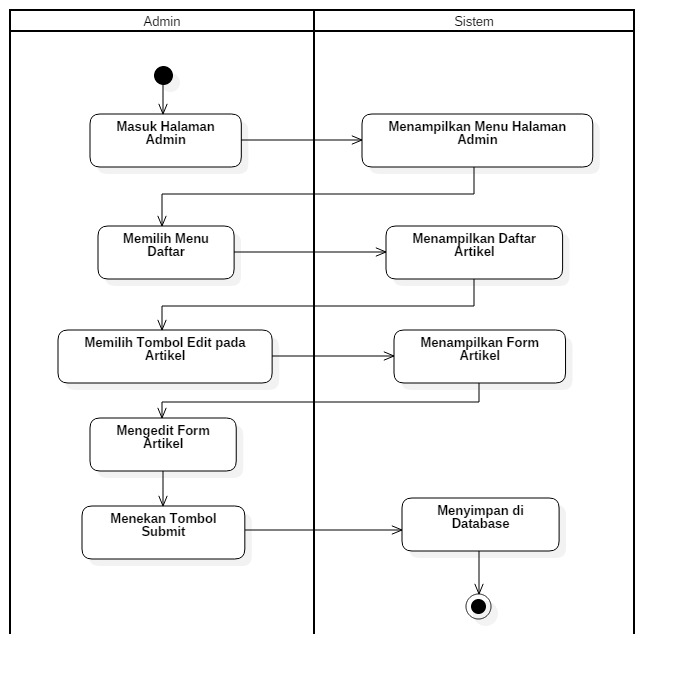 Admin
Sistem
Masuk Halaman
Admin
Menampilkan Menu Halaman
Admin
Memilih Menu
Daftar
Menampilkan Daftar
Artikel
Memilih Tombol Edit pada
Artikel
Menampilkan Form
Artikel
Mengedit Form
Artikel
Menekan Tombol
Submit
Menyimpan di
Database